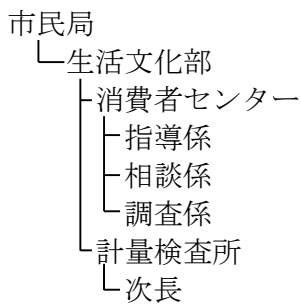 市民局
生活文化部
消費者センター
指導係
相談係
調査係
計量検査所
次長